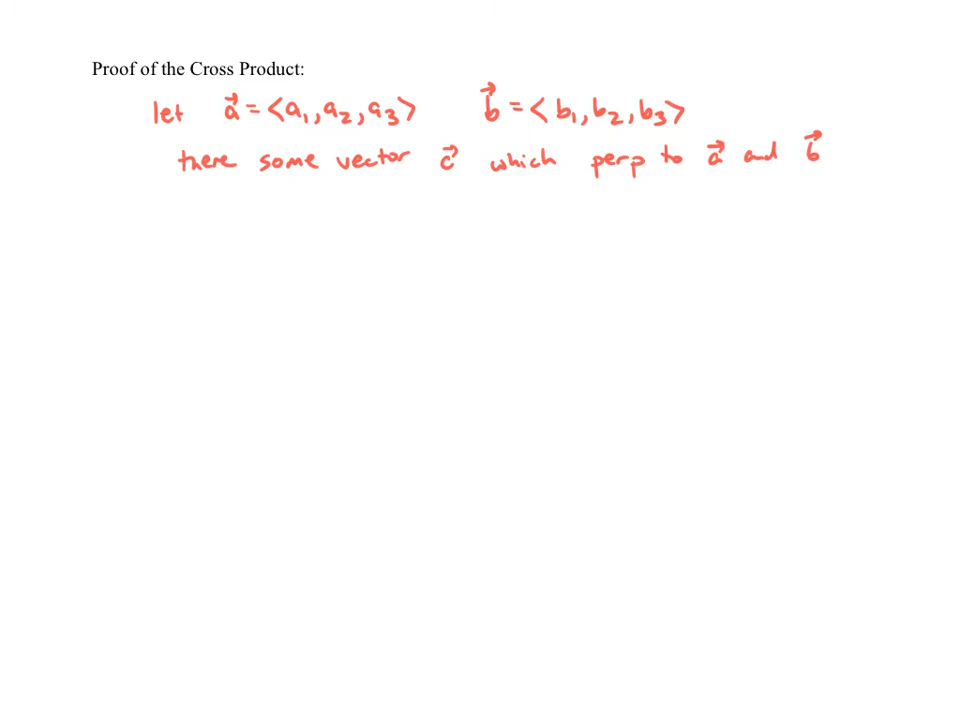 Proof of the Cross Product:
let a⃗ = <a₁, a₂, a₃> b⃗ = <b₁, b₂, b₃>
there some vector c⃗ which perp to a⃗ and b⃗